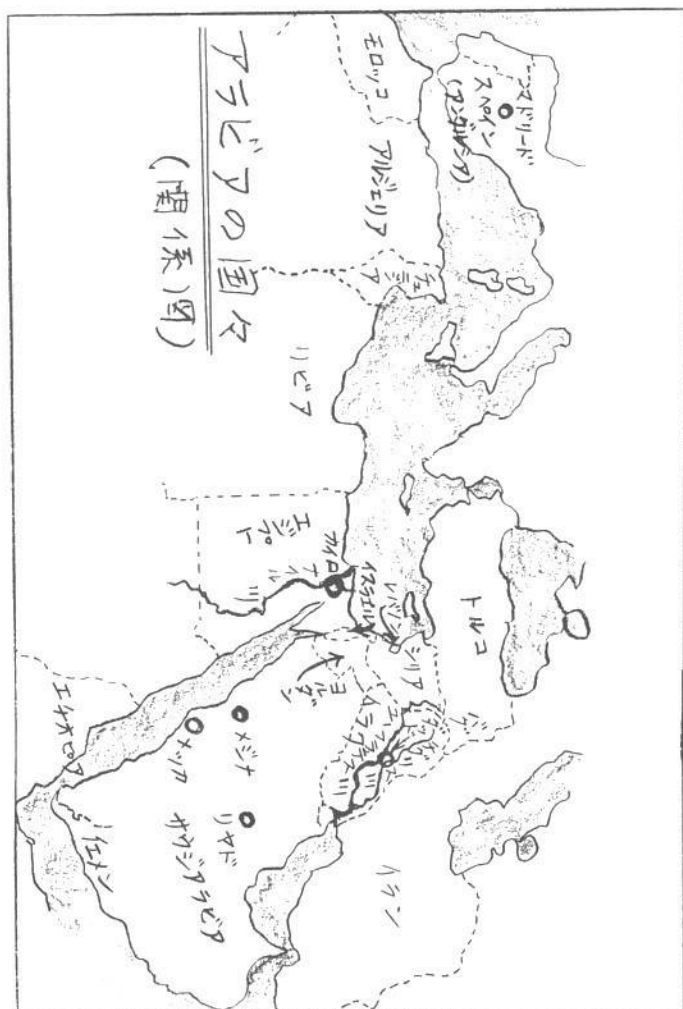 アラビアの国々
(関係図)
マドリード
スペイン
(アンダルシア)
モロッコ
アルジェリア
リビア
エジプト
ナイル川
カイロ
イスラエル
レバノン
シリア
トルコ
ヨルダン
イラク
イラン
メジナ
メッカ
リヤド
サウジアラビア
イエメン
エチオピア